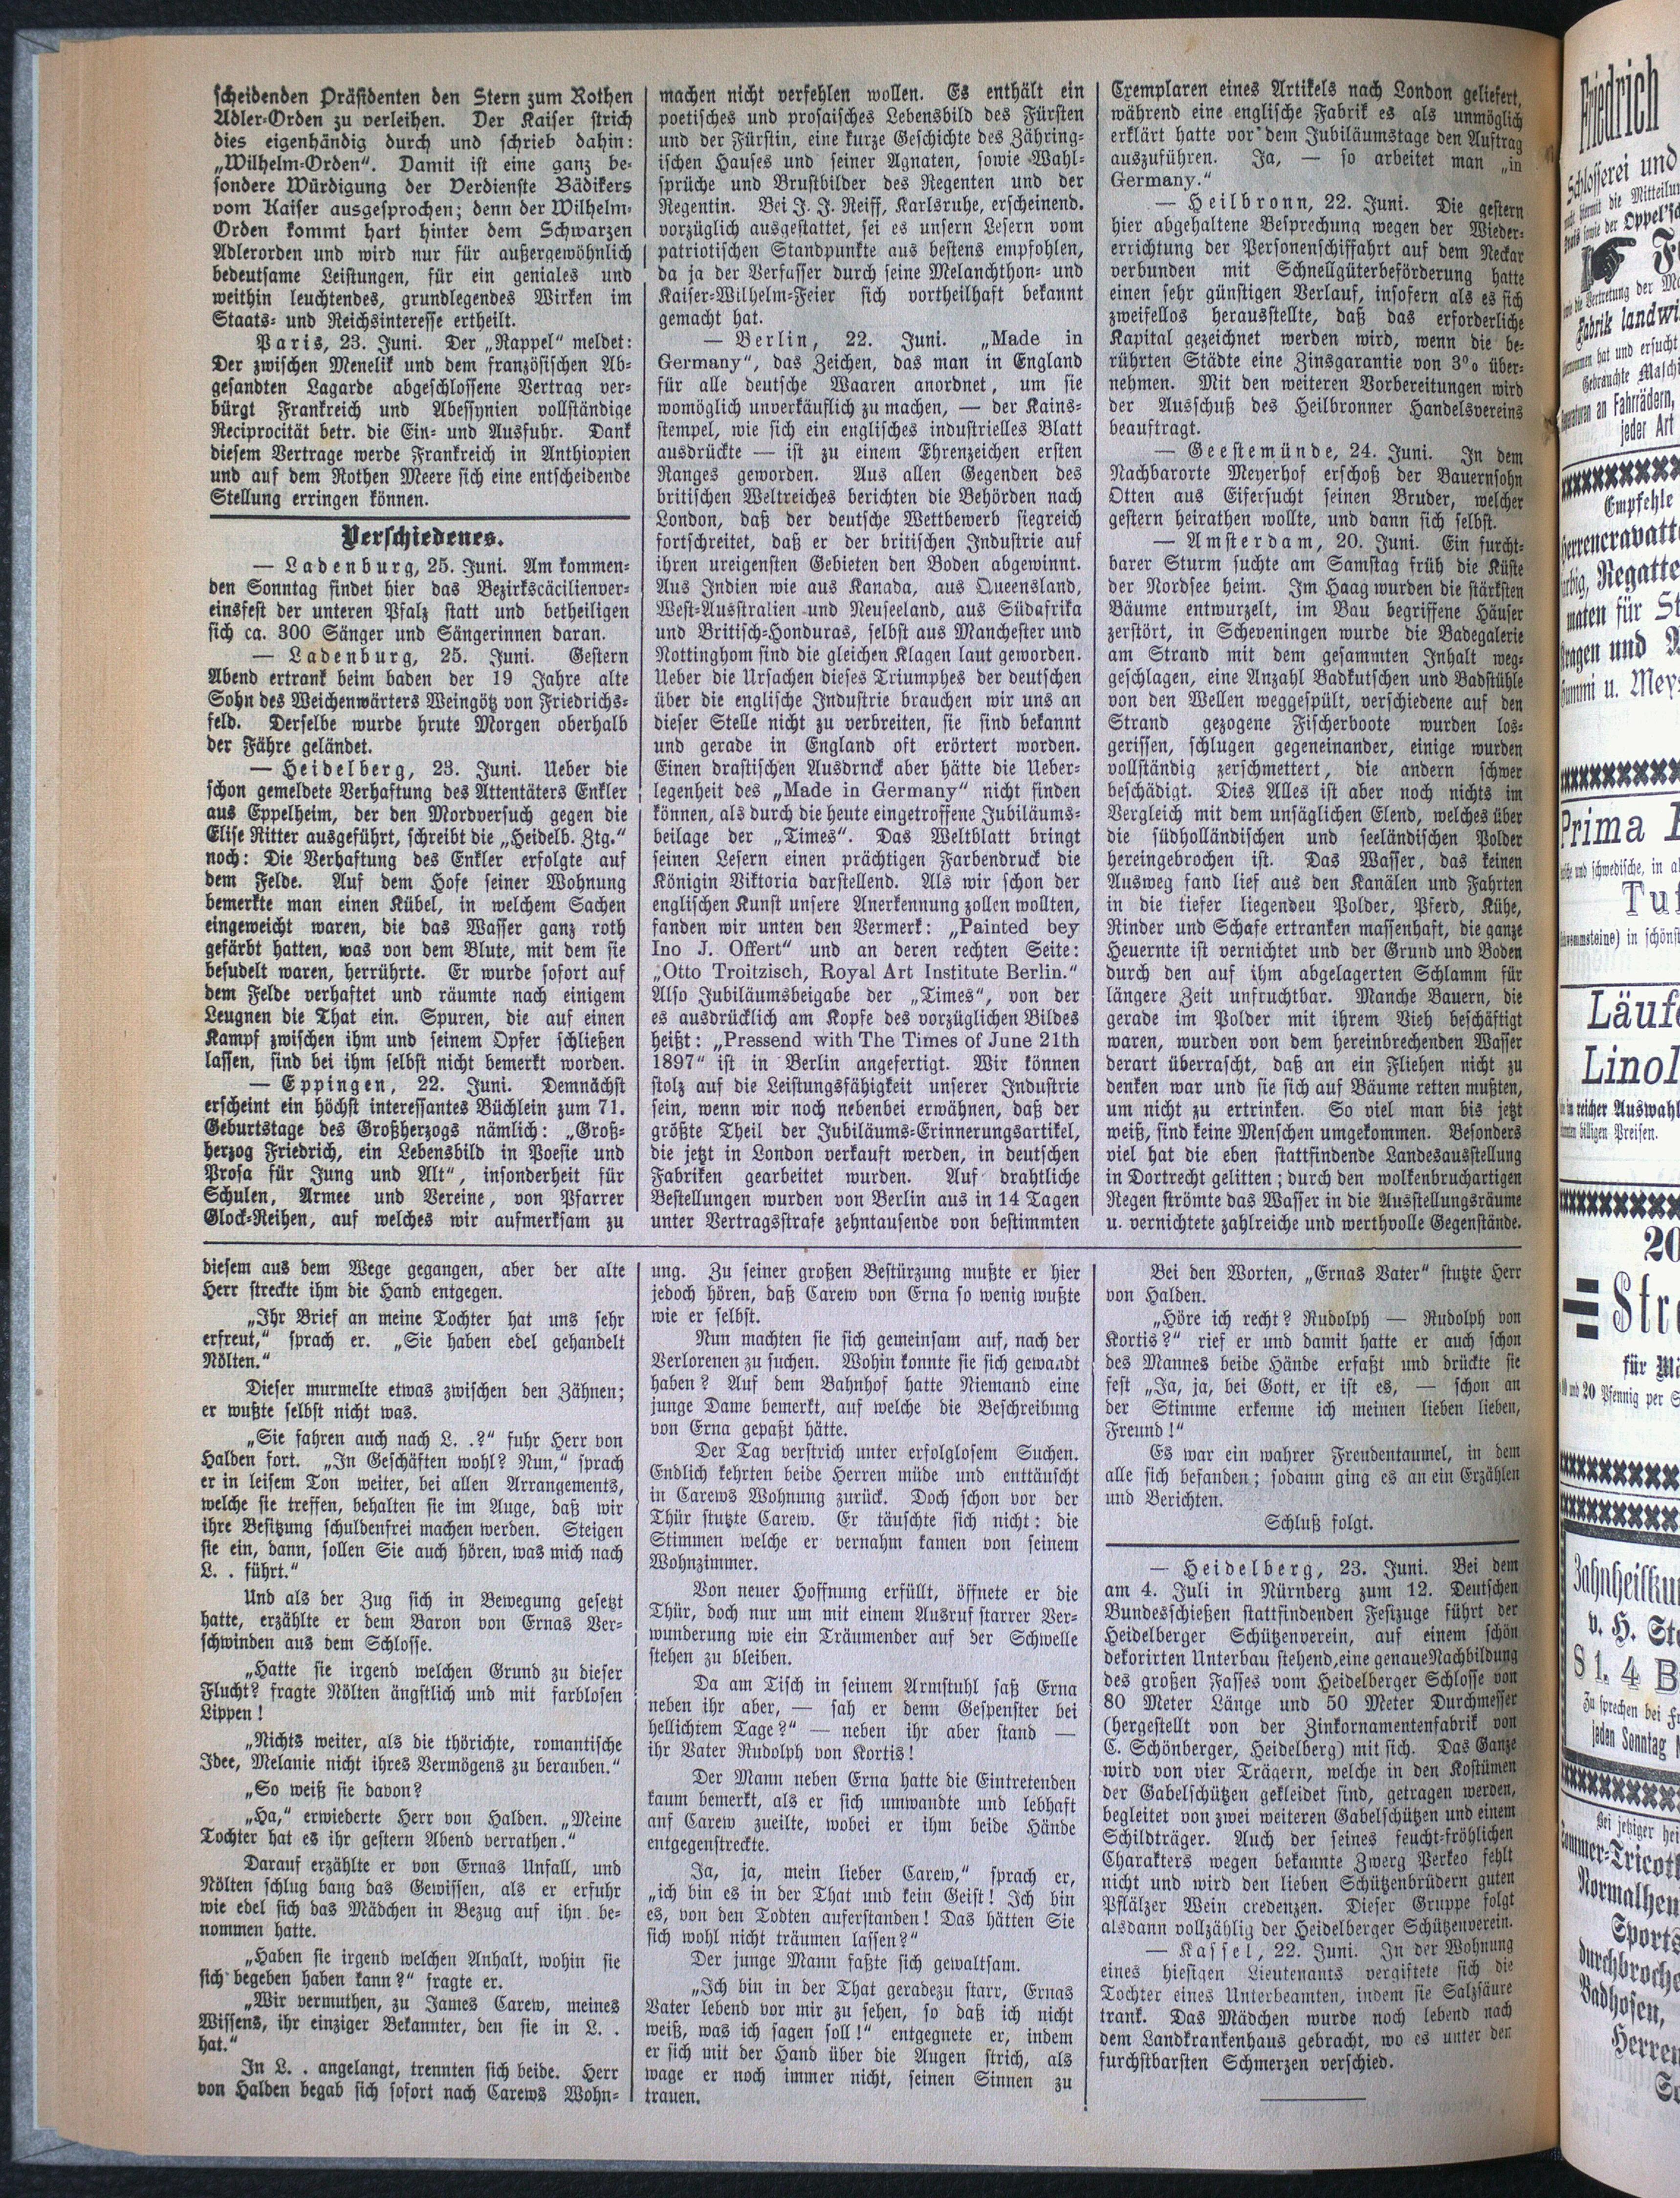 scheidenden Präsidenten den Stern zum Rothen
Adler-Orden zu verleihen. Der Kaiser strich
dies eigenhändig durch und schrieb dahin:
„Wilhelm-Orden“. Damit ist eine ganz be-
sondere Würdigung der Verdienste Bädikers
vom Kaiser ausgesprochen; denn der Wilhelm-
Orden kommt hart hinter dem Schwarzen
Adlerorden und wird nur für außergewöhnlich
bedeutsame Leistungen, für ein geniales und
weithin leuchtendes, grundlegendes Wirken im
Staats- und Reichsinteresse ertheilt.
Paris, 23. Juni. Der „Rappel“ meldet:
Der zwischen Menelik und dem französischen Ab-
gesandten Lagarde abgeschlossene Vertrag ver-
bürgt Frankreich und Abessynien vollständige
Reciprocität betr. die Ein- und Ausfuhr. Dank
diesem Vertrage werde Frankreich in Anthiopien
und auf dem Rothen Meere sich eine entscheidende
Stellung erringen können.
Verschiedenes.
— Ladenburg, 25. Juni. Am kommen-
den Sonntag findet hier das Bezirkscäcilienver-
einsfest der unteren Pfalz statt und betheiligen
sich ca. 300 Sänger und Sängerinnen daran.
— Ladenburg, 25. Juni. Gestern
Abend ertrank beim baden der 19 Jahre alte
Sohn des Weichenwärters Weingötz von Friedrichs-
feld. Derselbe wurde hrute Morgen oberhalb
der Fähre geländet.
— Heidelberg, 23. Juni. Ueber die
schon gemeldete Verhaftung des Attentäters Enkler
aus Eppelheim, der den Mordversuch gegen die
Elise Ritter ausgeführt, schreibt die „Heidelb. Ztg.“
noch: Die Verhaftung des Enkler erfolgte auf
dem Felde. Auf dem Hofe seiner Wohnung
bemerkte man einen Kübel, in welchem Sachen
eingeweicht waren, die das Wasser ganz roth
gefärbt hatten, was von dem Blute, mit dem sie
besudelt waren, herrührte. Er wurde sofort auf
dem Felde verhaftet und räumte nach einigem
Leugnen die That ein. Spuren, die auf einen
Kampf zwischen ihm und seinem Opfer schließen
lassen, sind bei ihm selbst nicht bemerkt worden.
— Eppingen, 22. Juni. Demnächst
erscheint ein höchst interessantes Büchlein zum 71.
Geburtstage des Großherzogs nämlich: „Groß-
herzog Friedrich, ein Lebensbild in Poesie und
Prosa für Jung und Alt“, insonderheit für
Schulen, Armee und Vereine, von Pfarrer
Glock-Reihen, auf welches wir aufmerksam zu
machen nicht verfehlen wollen. Es enthält ein
poetisches und prosaisches Lebensbild des Fürsten
und der Fürstin, eine kurze Geschichte des Zähring-
ischen Hauses und seiner Agnaten, sowie Wahl-
sprüche und Brustbilder des Regenten und der
Regentin. Bei J. J. Reiff, Karlsruhe, erscheinend.
vorzüglich ausgestattet, sei es unsern Lesern vom
patriotischen Standpunkte aus bestens empfohlen,
da ja der Verfasser durch seine Melanchthon- und
Kaiser-Wilhelm-Feier sich vortheilhaft bekannt
gemacht hat.
— Berlin, 22. Juni. „Made in
Germany“, das Zeichen, das man in England
für alle deutsche Waaren anordnet, um sie
womöglich unverkäuflich zu machen, — der Kains-
stempel, wie sich ein englisches industrielles Blatt
ausdrückte — ist zu einem Ehrenzeichen ersten
Ranges geworden. Aus allen Gegenden des
britischen Weltreiches berichten die Behörden nach
London, daß der deutsche Wettbewerb siegreich
fortschreitet, daß er der britischen Industrie auf
ihren ureigensten Gebieten den Boden abgewinnt.
Aus Indien wie aus Kanada, aus Queensland,
West-Ausstralien und Neuseeland, aus Südafrika
und Britisch-Honduras, selbst aus Manchester und
Nottinghom sind die gleichen Klagen laut geworden.
Ueber die Ursachen dieses Triumphes der deutschen
über die englische Industrie brauchen wir uns an
dieser Stelle nicht zu verbreiten, sie sind bekannt
und gerade in England oft erörtert worden.
Einen drastischen Ausdrnck aber hätte die Ueber-
legenheit des „Made in Germany“ nicht finden
können, als durch die heute eingetroffene Jubiläums-
beilage der „Times“. Das Weltblatt bringt
seinen Lesern einen prächtigen Farbendruck die
Königin Viktoria darstellend. Als wir schon der
englischen Kunst unsere Anerkennung zollen wollten,
fanden wir unten den Vermerk: „Painted bey
Ino J. Offert“ und an deren rechten Seite:
„Otto Troitzisch, Royal Art Institute Berlin.“
Also Jubiläumsbeigabe der „Times“, von der
es ausdrücklich am Kopfe des vorzüglichen Bildes
heißt: „Pressend with The Times of June 21th
1897“ ist in Berlin angefertigt. Wir können
stolz auf die Leistungsfähigkeit unserer Industrie
sein, wenn wir noch nebenbei erwähnen, daß der
größte Theil der Jubiläums-Erinnerungsartikel,
die jetzt in London verkauft werden, in deutschen
Fabriken gearbeitet wurden. Auf drahtliche
Bestellungen wurden von Berlin aus in 14 Tagen
unter Vertragsstrafe zehntausende von bestimmten
Exemplaren eines Artikels nach London geliefert,
während eine englische Fabrik es als unmöglich
erklärt hatte vor dem Jubiläumstage den Auftrag
auszuführen. Ja, — so arbeitet man „in
Germany.“
— Heilbronn, 22. Juni. Die gestern
hier abgehaltene Besprechung wegen der Wieder-
errichtung der Personenschiffahrt auf dem Neckar
verbunden mit Schnellgüterbeförderung hatte
einen sehr günstigen Verlauf, insofern als es sich
zweifellos herausstellte, daß das erforderliche
Kapital gezeichnet werden wird, wenn die be-
rührten Städte eine Zinsgarantie von 3% über-
nehmen. Mit den weiteren Vorbereitungen wird
der Ausschuß des Heilbronner Handelsvereins
beauftragt.
— Geestemünde, 24. Juni. In dem
Nachbarorte Meyerhof erschoß der Bauernsohn
Otten aus Eifersucht seinen Bruder, welcher
gestern heirathen wollte, und dann sich selbst.
— Amsterdam, 20. Juni. Ein furcht-
barer Sturm suchte am Samstag früh die Küste
der Nordsee heim. Im Haag wurden die stärksten
Bäume entwurzelt, im Bau begriffene Häuser
zerstört, in Scheveningen wurde die Badegalerie
am Strand mit dem gesammten Inhalt weg-
geschlagen, eine Anzahl Badkutschen und Badstühle
von den Wellen weggespült, verschiedene auf den
Strand gezogene Fischerboote wurden los-
gerissen, schlugen gegeneinander, einige wurden
vollständig zerschmettert, die andern schwer
beschädigt. Dies Alles ist aber noch nichts im
Vergleich mit dem unsäglichen Elend, welches über
die südholländischen und seeländischen Polder
hereingebrochen ist. Das Wasser, das keinen
Ausweg fand lief aus den Kanälen und Fahrten
in die tiefer liegendeu Polder, Pferd, Kühe,
Rinder und Schafe ertranken massenhaft, die ganze
Heuernte ist vernichtet und der Grund und Boden
durch den auf ihm abgelagerten Schlamm für
längere Zeit unfruchtbar. Manche Bauern, die
gerade im Polder mit ihrem Vieh beschäftigt
waren, wurden von dem hereinbrechenden Wasser
derart überrascht, daß an ein Fliehen nicht zu
denken war und sie sich auf Bäume retten mußten,
um nicht zu ertrinken. So viel man bis jetzt
weiß, sind keine Menschen umgekommen. Besonders
viel hat die eben stattfindende Landesausstellung
in Dortrecht gelitten; durch den wolkenbruchartigen
Regen strömte das Wasser in die Ausstellungsräume
u. vernichtete zahlreiche und werthvolle Gegenstände.
diesem aus dem Wege gegangen, aber der alte
Herr streckte ihm die Hand entgegen.
„Ihr Brief an meine Tochter hat uns sehr
erfreut,“ sprach er. „Sie haben edel gehandelt
Nölten.“
Dieser murmelte etwas zwischen den Zähnen;
er wußte selbst nicht was.
„Sie fahren auch nach L. .?“ fuhr Herr von
Halden fort. „In Geschäften wohl? Nun,“ sprach
er in leisem Ton weiter, bei allen Arrangements,
welche sie treffen, behalten sie im Auge, daß wir
ihre Besitzung schuldenfrei machen werden. Steigen
sie ein, dann, sollen Sie auch hören, was mich nach
L. . führt.“
Und als der Zug sich in Bewegung gesetzt
hatte, erzählte er dem Baron von Ernas Ver-
schwinden aus dem Schlosse.
„Hatte sie irgend welchen Grund zu dieser
Flucht? fragte Nölten ängstlich und mit farblosen
Lippen!
„Nichts weiter, als die thörichte, romantische
Idee, Melanie nicht ihres Vermögens zu berauben.“
„So weiß sie davon?
„Ha,“ erwiederte Herr von Halden. „Meine
Tochter hat es ihr gestern Abend verrathen.“
Darauf erzählte er von Ernas Unfall, und
Nölten schlug bang das Gewissen, als er erfuhr
wie edel sich das Mädchen in Bezug auf ihn be-
nommen hatte.
„Haben sie irgend welchen Anhalt, wohin sie
sich begeben haben kann?“ fragte er.
„Wir vermuthen, zu James Carew, meines
Wissens, ihr einziger Bekannter, den sie in L. .
hat.“
In L. . angelangt, trennten sich beide. Herr
von Halden begab sich sofort nach Carews Wohn-
ung. Zu seiner großen Bestürzung mußte er hier
jedoch hören, daß Carew von Erna so wenig wußte
wie er selbst.
Nun machten sie sich gemeinsam auf, nach der
Verlorenen zu suchen. Wohin konnte sie sich gewandt
haben? Auf dem Bahnhof hatte Niemand eine
junge Dame bemerkt, auf welche die Beschreibung
von Erna gepaßt hätte.
Der Tag verstrich unter erfolglosem Suchen.
Endlich kehrten beide Herren müde und enttäuscht
in Carews Wohnung zurück. Doch schon vor der
Thür stutzte Carew. Er täuschte sich nicht: die
Stimmen welche er vernahm kamen von seinem
Wohnzimmer.
Von neuer Hoffnung erfüllt, öffnete er die
Thür, doch nur um mit einem Ausruf starrer Ver-
wunderung wie ein Träumender auf der Schwelle
stehen zu bleiben.
Da am Tisch in seinem Armstuhl saß Erna
neben ihr aber, — sah er denn Gespenster bei
hellichtem Tage?“ — neben ihr aber stand —
ihr Vater Rudolph von Kortis!
Der Mann neben Erna hatte die Eintretenden
kaum bemerkt, als er sich umwandte und lebhaft
anf Carew zueilte, wobei er ihm beide Hände
entgegenstreckte.
Ja, ja, mein lieber Carew,“ sprach er,
„ich bin es in der That und kein Geist! Ich bin
es, von den Todten auferstanden! Das hätten Sie
sich wohl nicht träumen lassen?“
Der junge Mann faßte sich gewaltsam.
„Ich bin in der That geradezu starr, Ernas
Vater lebend vor mir zu sehen, so daß ich nicht
weiß, was ich sagen soll!“ entgegnete er, indem
er sich mit der Hand über die Augen strich, als
wage er noch immer nicht, seinen Sinnen zu
trauen.
Bei den Worten, „Ernas Vater“ stutzte Herr
von Halden.
„Höre ich recht? Rudolph — Rudolph von
Kortis?“ rief er und damit hatte er auch schon
des Mannes beide Hände erfaßt und drückte sie
fest „Ja, ja, bei Gott, er ist es, — schon an
der Stimme erkenne ich meinen lieben lieben,
Freund!“
Es war ein wahrer Freudentaumel, in dem
alle sich befanden; sodann ging es an ein Erzählen
und Berichten.
Schluß folgt.
— Heidelberg, 23. Juni. Bei dem
am 4. Juli in Nürnberg zum 12. Deutschen
Bundesschießen stattfindenden Festzuge führt der
Heidelberger Schützenverein, auf einem schön
dekorirten Unterbau stehend, eine genaue Nachbildung
des großen Fasses vom Heidelberger Schlosse von
80 Meter Länge und 50 Meter Durchmesser
(hergestellt von der Zinkornamentenfabrik von
C. Schönberger, Heidelberg) mit sich. Das Ganze
wird von vier Trägern, welche in den Kostümen
der Gabelschützen gekleidet sind, getragen werden,
begleitet von zwei weiteren Gabelschützen und einem
Schildträger. Auch der seines feucht-fröhlichen
Charakters wegen bekannte Zwerg Perkeo fehlt
nicht und wird den lieben Schützenbrüdern guten
Pflälzer Wein credenzen. Dieser Gruppe folgt
alsdann vollzählig der Heidelberger Schützenverein.
— Kassel, 22. Juni. In der Wohnung
eines hiesigen Lieutenants vergiftete sich die
Tochter eines Unterbeamten, indem sie Salzsäure
trank. Das Mädchen wurde noch lebend nach
dem Landkrankenhaus gebracht, wo es unter den
furchtbarsten Schmerzen verschied.
Friedrich
Schlosserei und
Fabrik landwi
Gebrauchte
an Fahrrädern,
jeder Art
Empfehle
Herrencravatt
Regatte
für St
und
u. Mey
Prima
und schwedische, in al
Tuf
in schönst
Läufe
Linol
in reicher Auswahl
billigen Preisen.
20
Str
für
und 20 Pfennig per
Zahnheilku
v. H. Ste
S 1. 4 B
Zu sprechen bei
jeden Sonntag
Bei jetziger hei
Sommer-Tricot
Normalhem
Sports
durchbroche
Badhosen,
Herren
So